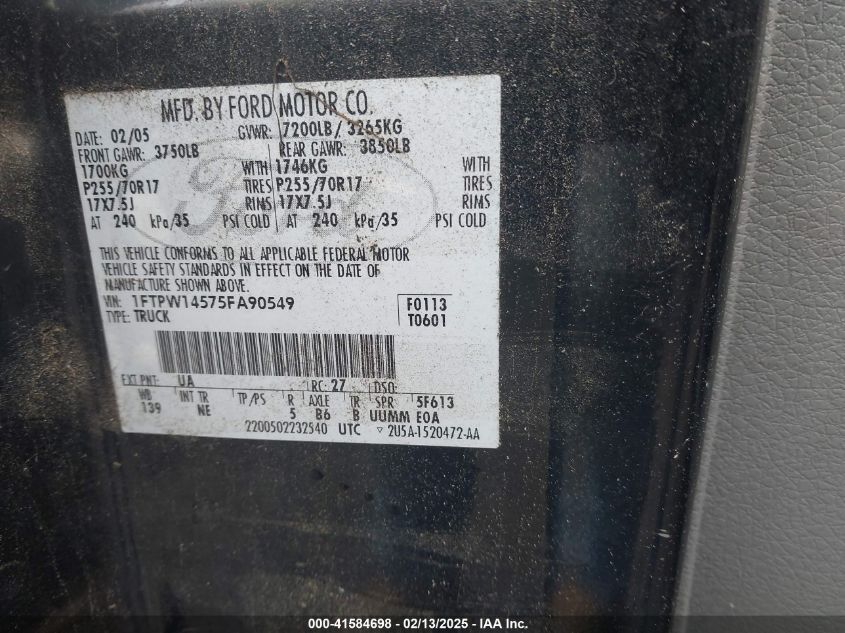 MFD. BY FORD MOTOR CO.
DATE: 02/05 GVWR: 7200LB/ 3265KG
FRONT GAWR: 3750LB REAR GAWR: 3850LB
1700KG WITH 1746KG WITH
P255/70R17 TIRES P255/70R17 TIRES
17X7.5J RIMS 17X7.5J RIMS
AT 240 kPa/35 PSI COLD AT 240 kPa/35 PSI COLD
THIS VEHICLE CONFORMS TO ALL APPLICABLE FEDERAL MOTOR
VEHICLE SAFETY STANDARDS IN EFFECT ON THE DATE OF
MANUFACTURE SHOWN ABOVE.
VIN: 1FTPW14575FA90549 F0113
TYPE: TRUCK T0601
EXT PNT: UA RC: 27 DSO:
WB INT TR TP/PS R AXLE TR SPR 5F613
139 NE 5 B6 B UUMM EOA
2200502232540 UTC ▽ 2U5A-1520472-AA
Ford
000-41584698 - 02/13/2025 - IAA Inc.